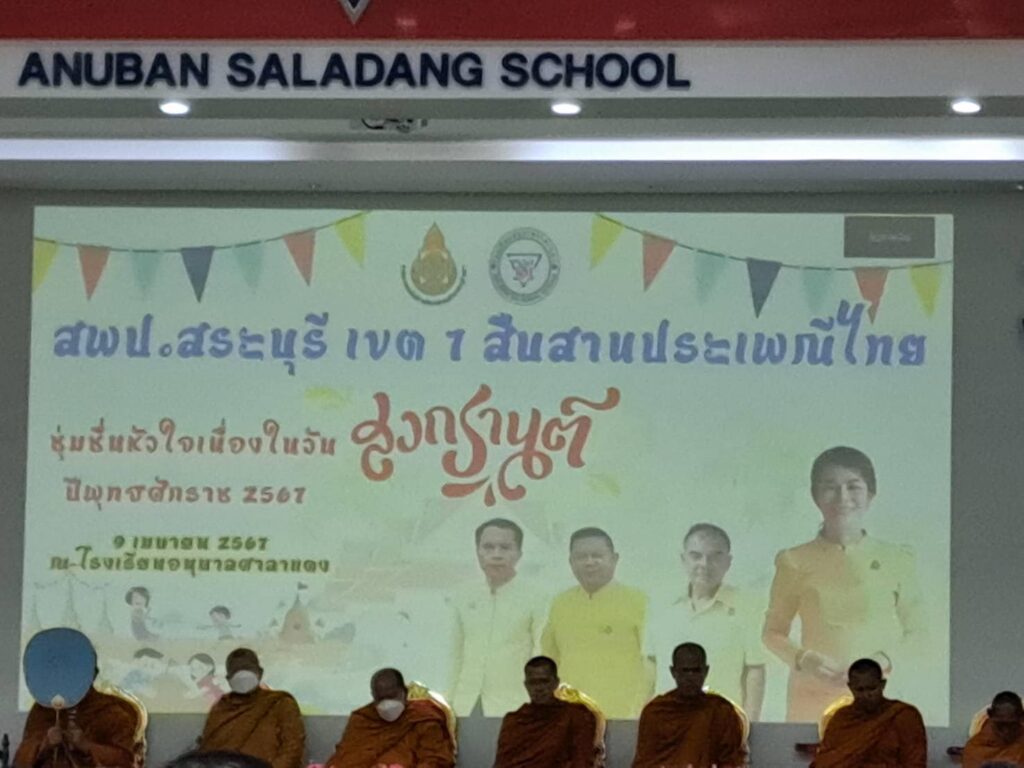 ANUBAN SALADANG SCHOOL
สพป.สระบุรี เขต 1 สืบสานประเพณีไทย
ชุ่มชื่นหัวใจเนื่องในวัน สงกรานต์
ปีพุทธศักราช 2567
9 เมษายน 2567
ณ โรงเรียนอนุบาลศาลาแดง